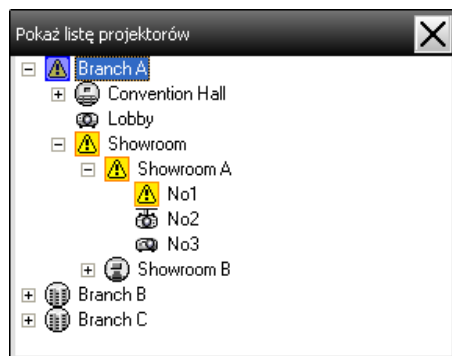 Pokaż listę projektorów
Branch A
Convention Hall
Lobby
Showroom
Showroom A
No1
No2
No3
Showroom B
Branch B
Branch C